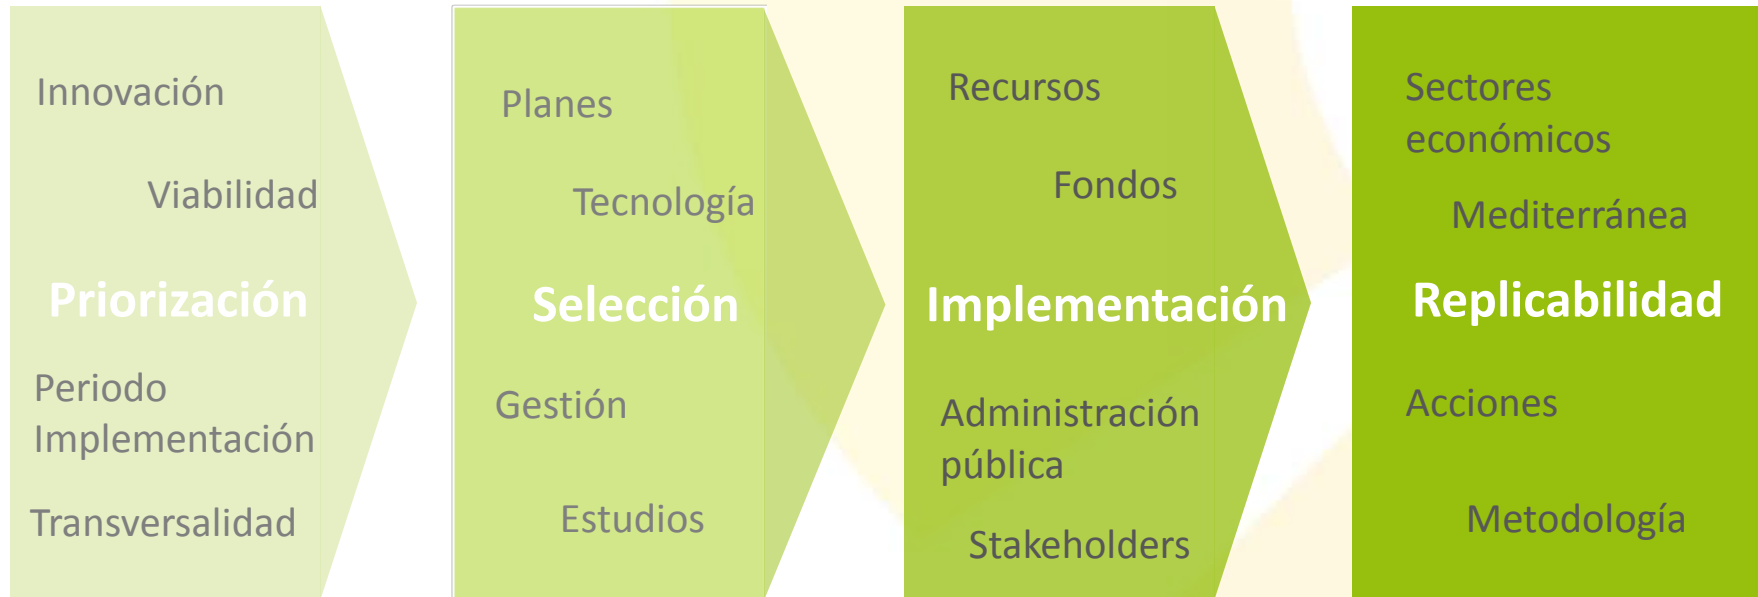 Innovación
Viabilidad
Priorización
Periodo
Implementación
Transversalidad
Planes
Tecnología
Selección
Gestión
Estudios
Recursos
Fondos
Implementación
Administración
pública
Stakeholders
Sectores
económicos
Mediterránea
Replicabilidad
Acciones
Metodología